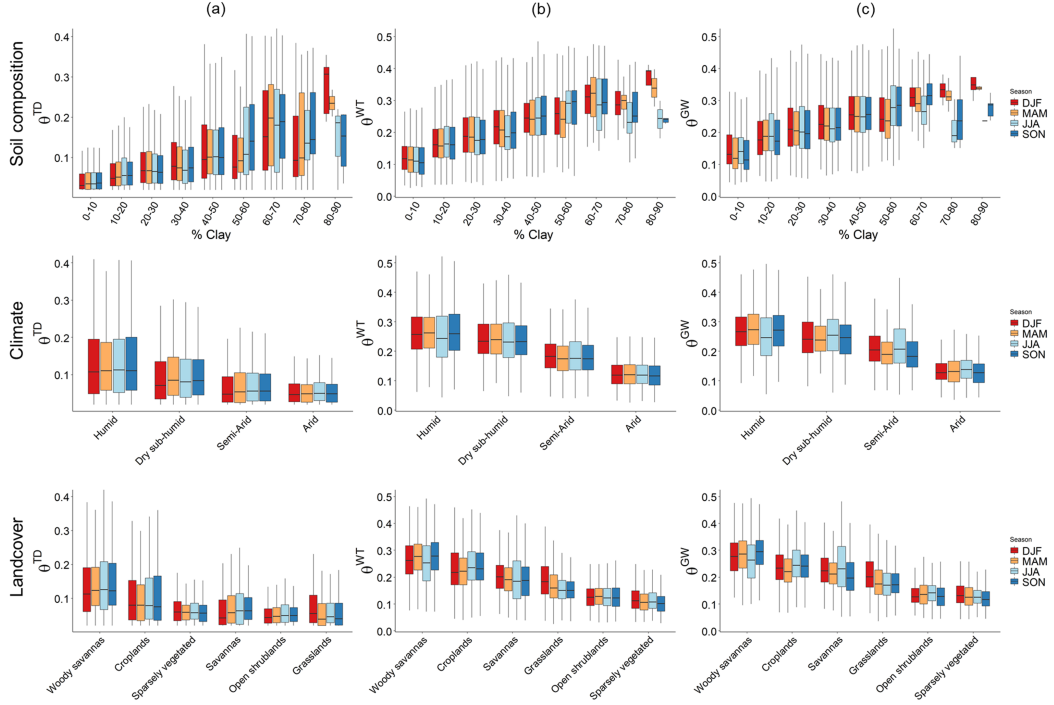 (a) (b) (c)
Soil composition
θTD
0.4
0.3
0.2
0.1
0-10 10-20 20-30 30-40 40-50 50-60 60-70 70-80 80-90
% Clay
θWT
0.5
0.4
0.3
0.2
0.1
0.0
0-10 10-20 20-30 30-40 40-50 50-60 60-70 70-80 80-90
% Clay
θGW
0.5
0.4
0.3
0.2
0.1
0.0
0-10 10-20 20-30 30-40 40-50 50-60 60-70 70-80 80-90
% Clay
Season
DJF
MAM
JJA
SON
Climate
θTD
0.4
0.3
0.2
0.1
Humid Dry sub-humid Semi-Arid Arid
θWT
0.5
0.4
0.3
0.2
0.1
0.0
Humid Dry sub-humid Semi-Arid Arid
θGW
0.5
0.4
0.3
0.2
0.1
0.0
Humid Dry sub-humid Semi-Arid Arid
Season
DJF
MAM
JJA
SON
Landcover
θTD
0.4
0.3
0.2
0.1
Woody savannas Croplands Sparsely vegetated Savannas Open shrublands Grasslands
θWT
0.5
0.4
0.3
0.2
0.1
0.0
Woody savannas Croplands Savannas Grasslands Open shrublands Sparsely vegetated
θGW
0.5
0.4
0.3
0.2
0.1
0.0
Woody savannas Croplands Savannas Grasslands Open shrublands Sparsely vegetated
Season
DJF
MAM
JJA
SON